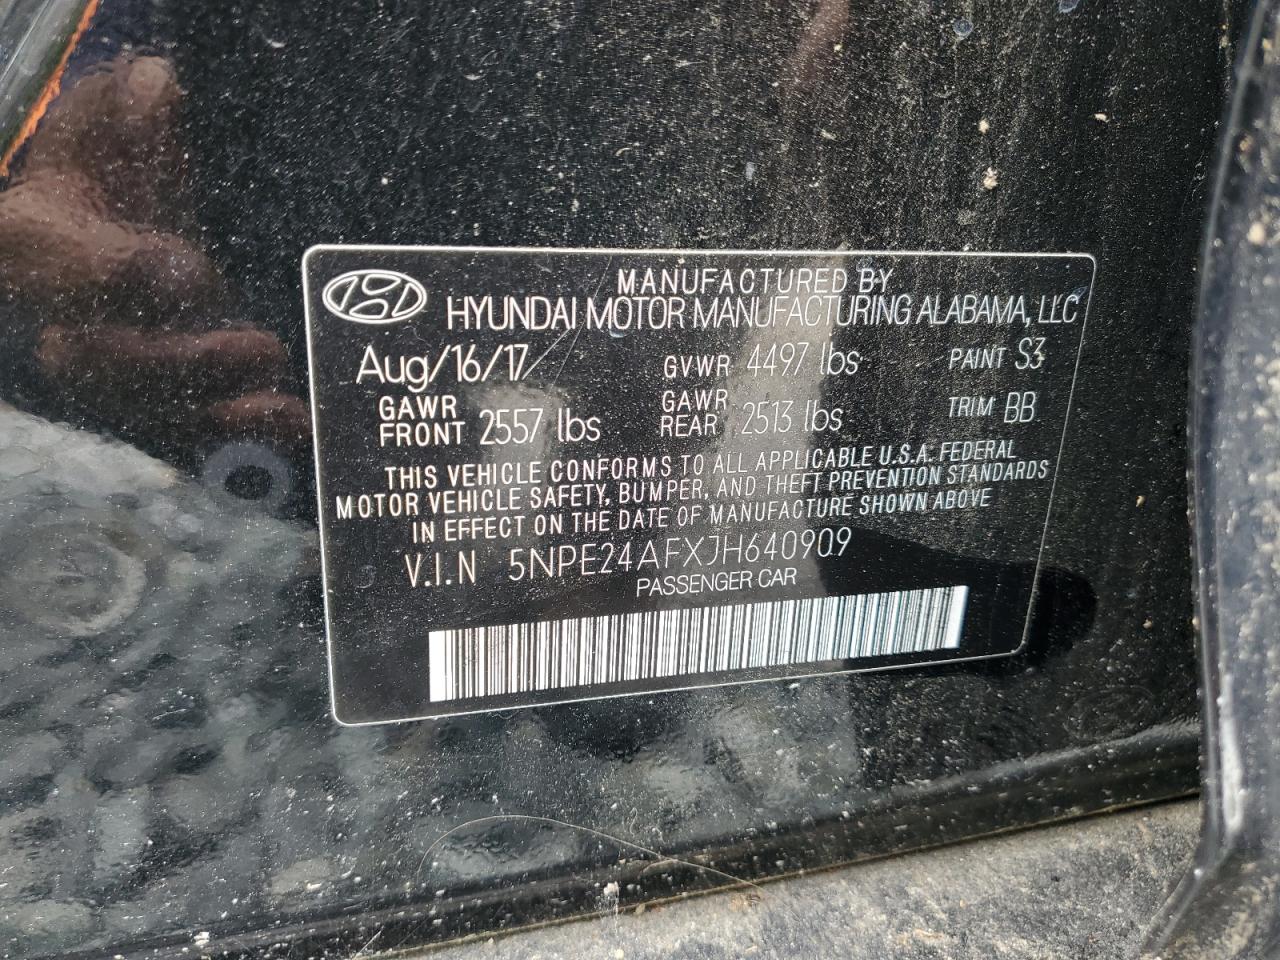 MANUFACTURED BY
HYUNDAI MOTOR MANUFACTURING ALABAMA, LLC
Aug/16/17 GVWR 4497 lbs PAINT S3
GAWR FRONT 2557 lbs GAWR REAR 2513 lbs TRIM BB
THIS VEHICLE CONFORMS TO ALL APPLICABLE U.S.A. FEDERAL
MOTOR VEHICLE SAFETY, BUMPER, AND THEFT PREVENTION STANDARDS
IN EFFECT ON THE DATE OF MANUFACTURE SHOWN ABOVE
V.I.N 5NPE24AFXJH640909
PASSENGER CAR